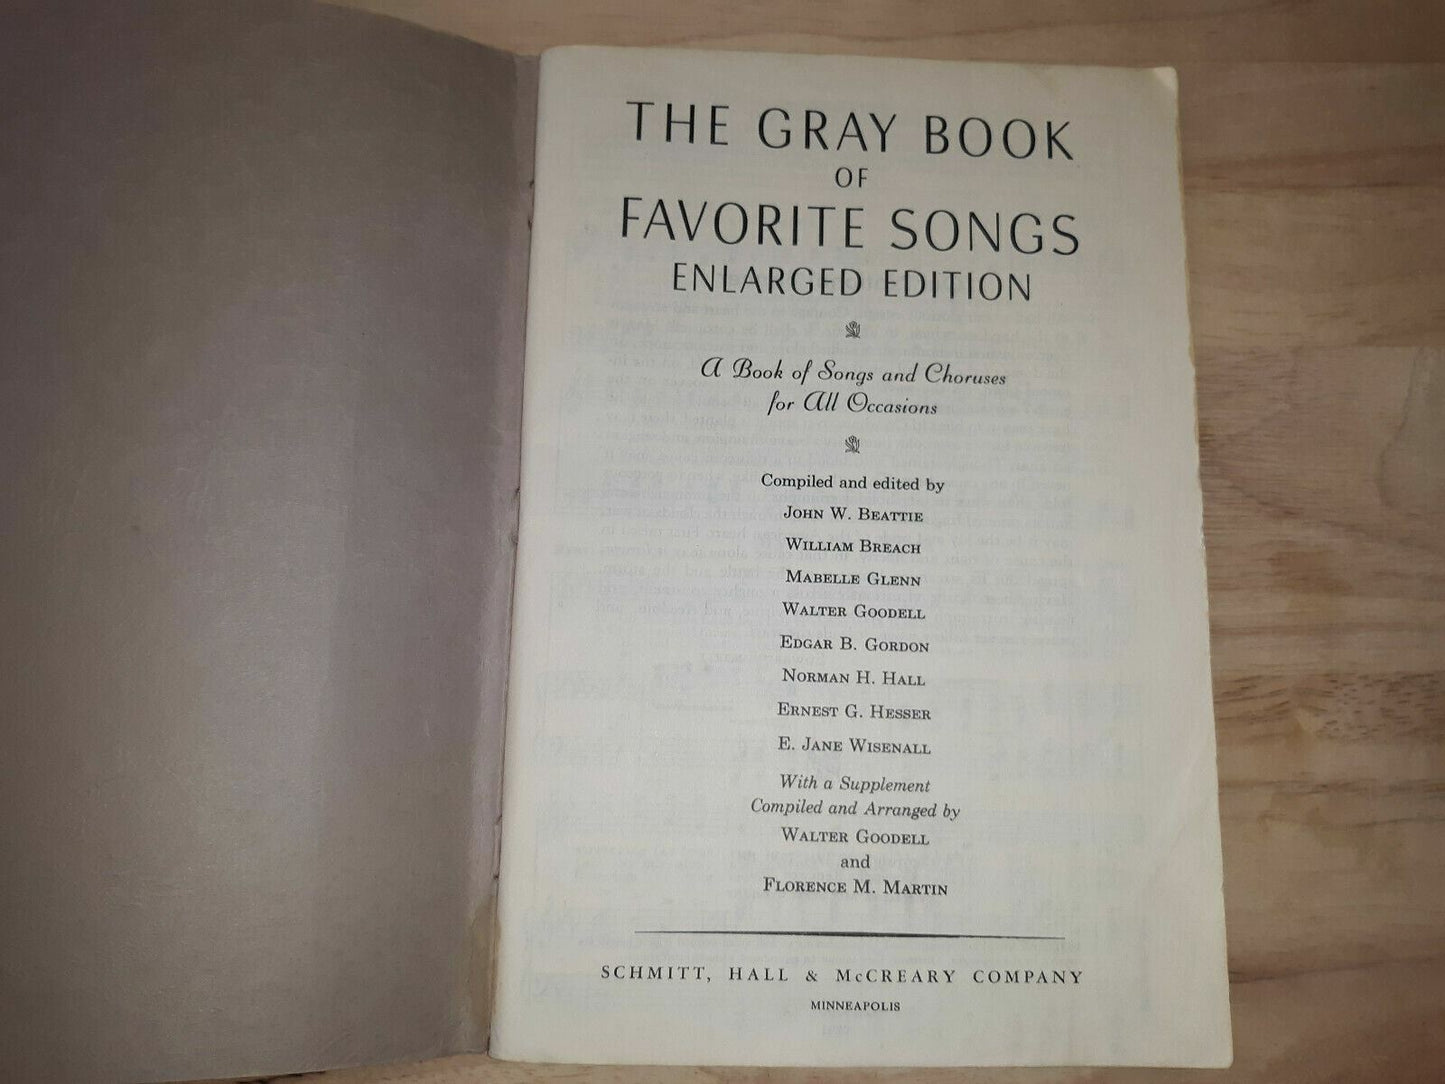 THE GRAY BOOK
OF
FAVORITE SONGS
ENLARGED EDITION
A Book of Songs and Choruses
for All Occasions
Compiled and edited by
JOHN W. BEATTIE
WILLIAM BREACH
MABELLE GLENN
WALTER GOODELL
EDGAR B. GORDON
NORMAN H. HALL
ERNEST G. HESSER
E. JANE WISENALL
With a Supplement
Compiled and Arranged by
WALTER GOODELL
and
FLORENCE M. MARTIN
SCHMITT, HALL & McCREARY COMPANY
MINNEAPOLIS